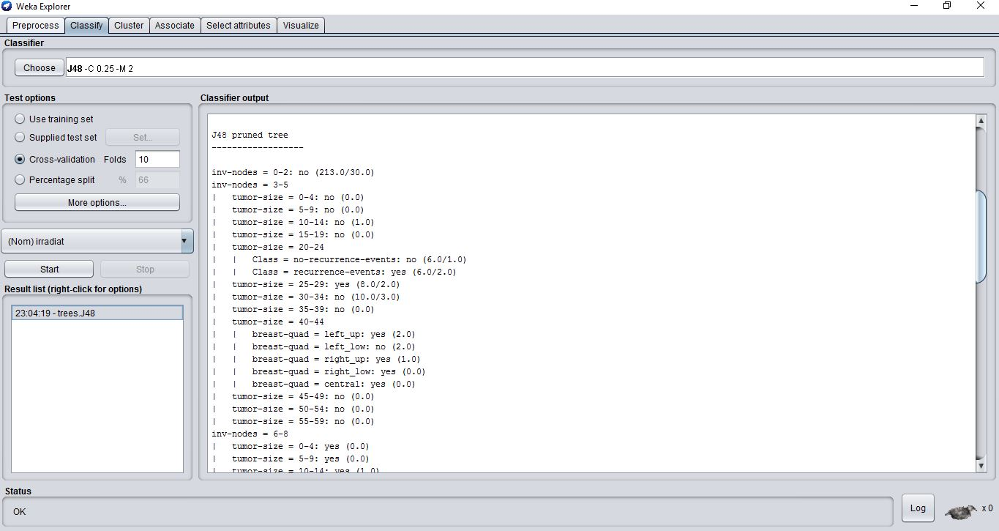 Weka Explorer
Preprocess Classify Cluster Associate Select attributes Visualize
Classifier
Choose J48 -C 0.25 -M 2
Test options
Use training set
Supplied test set Set...
Cross-validation Folds 10
Percentage split % 66
More options...
(Nom) irradiat
Start Stop
Result list (right-click for options)
23:04:19 - trees.J48
Classifier output
J48 pruned tree
------------------
inv-nodes = 0-2: no (213.0/30.0)
inv-nodes = 3-5
|   tumor-size = 0-4: no (0.0)
|   tumor-size = 5-9: no (0.0)
|   tumor-size = 10-14: no (1.0)
|   tumor-size = 15-19: no (0.0)
|   tumor-size = 20-24
|   |   Class = no-recurrence-events: no (6.0/1.0)
|   |   Class = recurrence-events: yes (6.0/2.0)
|   tumor-size = 25-29: yes (8.0/2.0)
|   tumor-size = 30-34: no (10.0/3.0)
|   tumor-size = 35-39: no (0.0)
|   tumor-size = 40-44
|   |   breast-quad = left_up: yes (2.0)
|   |   breast-quad = left_low: no (2.0)
|   |   breast-quad = right_up: yes (1.0)
|   |   breast-quad = right_low: yes (0.0)
|   |   breast-quad = central: yes (0.0)
|   tumor-size = 45-49: no (0.0)
|   tumor-size = 50-54: no (0.0)
|   tumor-size = 55-59: no (0.0)
inv-nodes = 6-8
|   tumor-size = 0-4: yes (0.0)
|   tumor-size = 5-9: yes (0.0)
|   tumor-size = 10-14: yes (1.0)
Status
OK
Log x 0